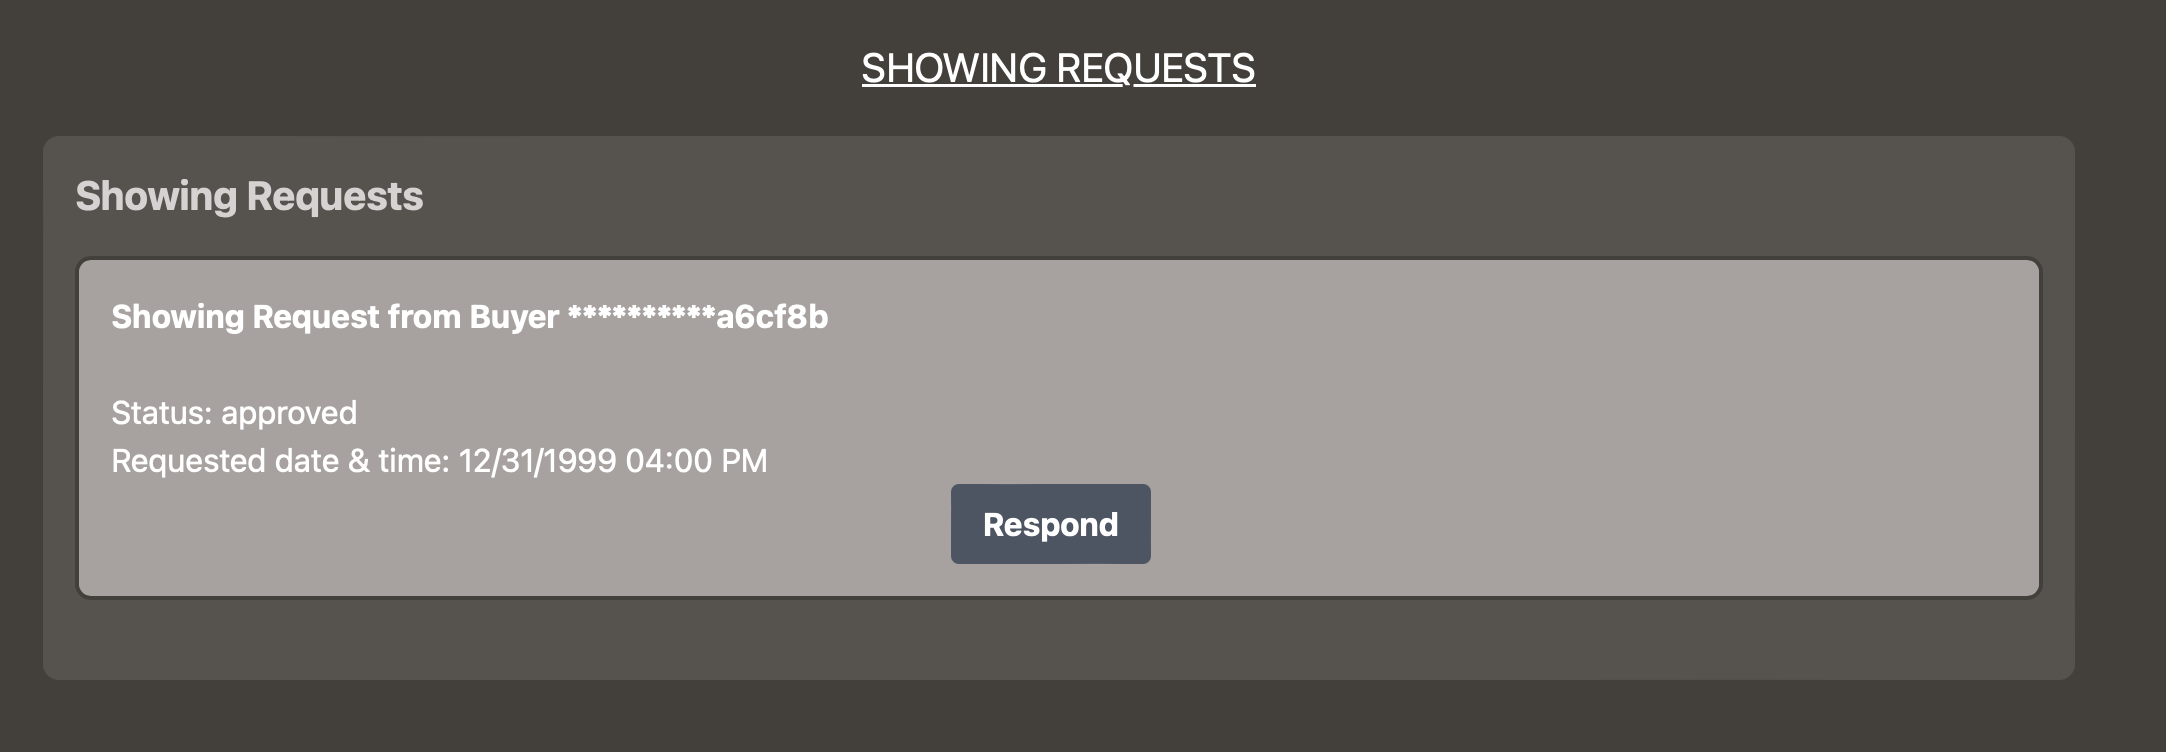 SHOWING REQUESTS
Showing Requests
Showing Request from Buyer **********a6cf8b
Status: approved
Requested date & time: 12/31/1999 04:00 PM
Respond